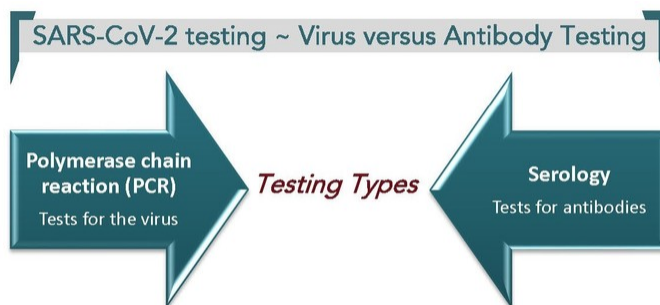 SARS-CoV-2 testing ~ Virus versus Antibody Testing
Polymerase chain
reaction (PCR)
Tests for the virus
Testing Types
Serology
Tests for antibodies